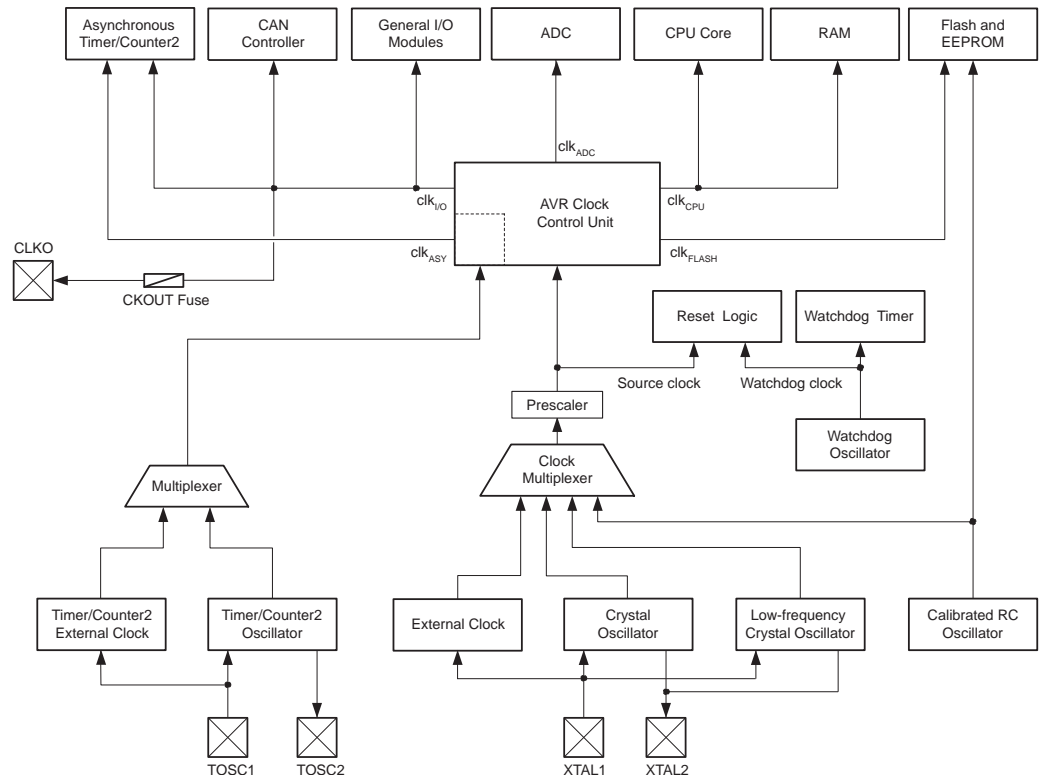 Asynchronous
Timer/Counter2
CAN
Controller
General I/O
Modules
ADC
CPU Core
RAM
Flash and
EEPROM
clkADC
clkI/O
AVR Clock
Control Unit
clkCPU
clkASY
clkFLASH
CLKO
CKOUT Fuse
Reset Logic
Watchdog Timer
Source clock
Watchdog clock
Prescaler
Watchdog
Oscillator
Clock
Multiplexer
Multiplexer
Timer/Counter2
External Clock
Timer/Counter2
Oscillator
External Clock
Crystal
Oscillator
Low-frequency
Crystal Oscillator
Calibrated RC
Oscillator
TOSC1
TOSC2
XTAL1
XTAL2